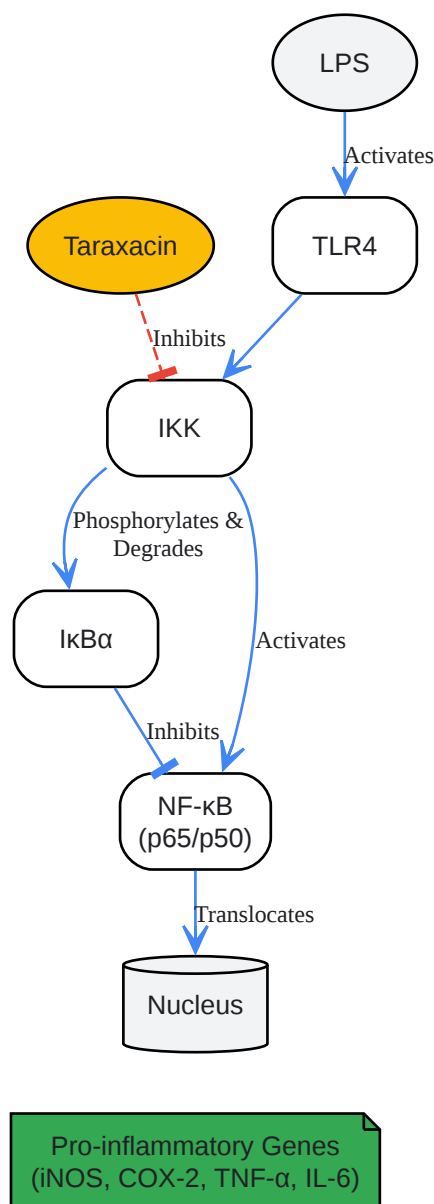 LPS
Activates
Taraxacin
TLR4
Inhibits
IKK
Phosphorylates &
Degrades
IκBα
Activates
Inhibits
NF-κB
(p65/p50)
Translocates
Nucleus
Pro-inflammatory Genes
(iNOS, COX-2, TNF-α, IL-6)